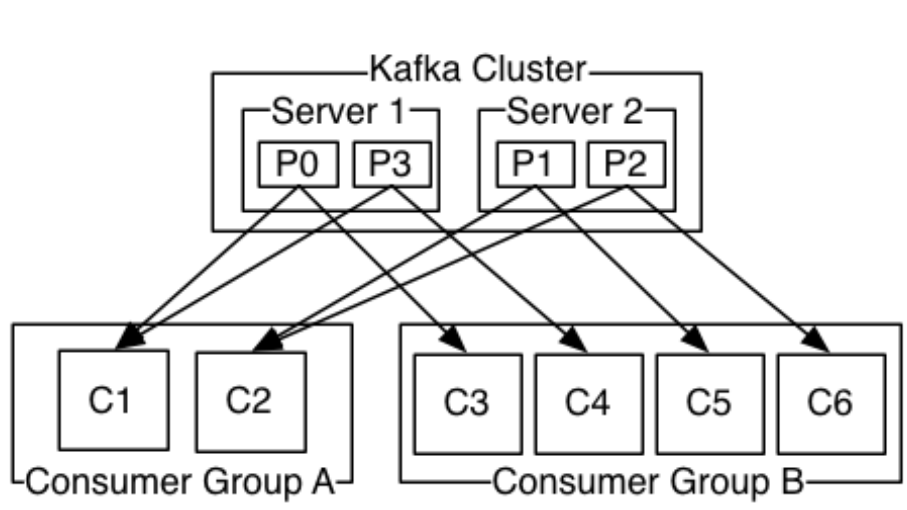 Kafka Cluster
Server 1 Server 2
P0 P3 P1 P2
C1 C2 C3 C4 C5 C6
Consumer Group A Consumer Group B